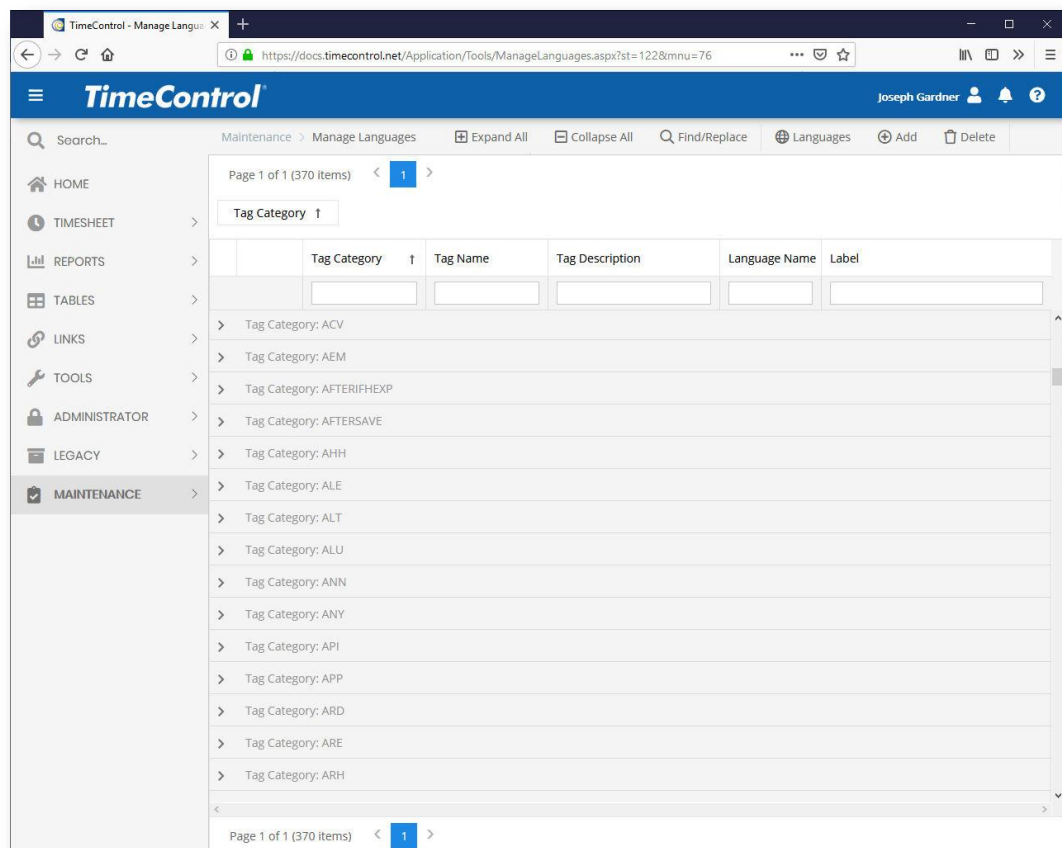 TimeControl - Manage Langua
https://docs.timecontrol.net/Application/Tools/ManageLanguages.aspx?st=122&mnu=76
TimeControl
Joseph Gardner
Search...
Maintenance > Manage Languages
Expand All
Collapse All
Find/Replace
Languages
Add
Delete
HOME
TIMESHEET
REPORTS
TABLES
LINKS
TOOLS
ADMINISTRATOR
LEGACY
MAINTENANCE
Page 1 of 1 (370 items) < 1 >
Tag Category ↑
Tag Category ↑ Tag Name Tag Description Language Name Label
Tag Category: ACV
Tag Category: AEM
Tag Category: AFTERIFHEXP
Tag Category: AFTERSAVE
Tag Category: AHH
Tag Category: ALE
Tag Category: ALT
Tag Category: ALU
Tag Category: ANN
Tag Category: ANY
Tag Category: API
Tag Category: APP
Tag Category: ARD
Tag Category: ARE
Tag Category: ARH
Page 1 of 1 (370 items) < 1 >